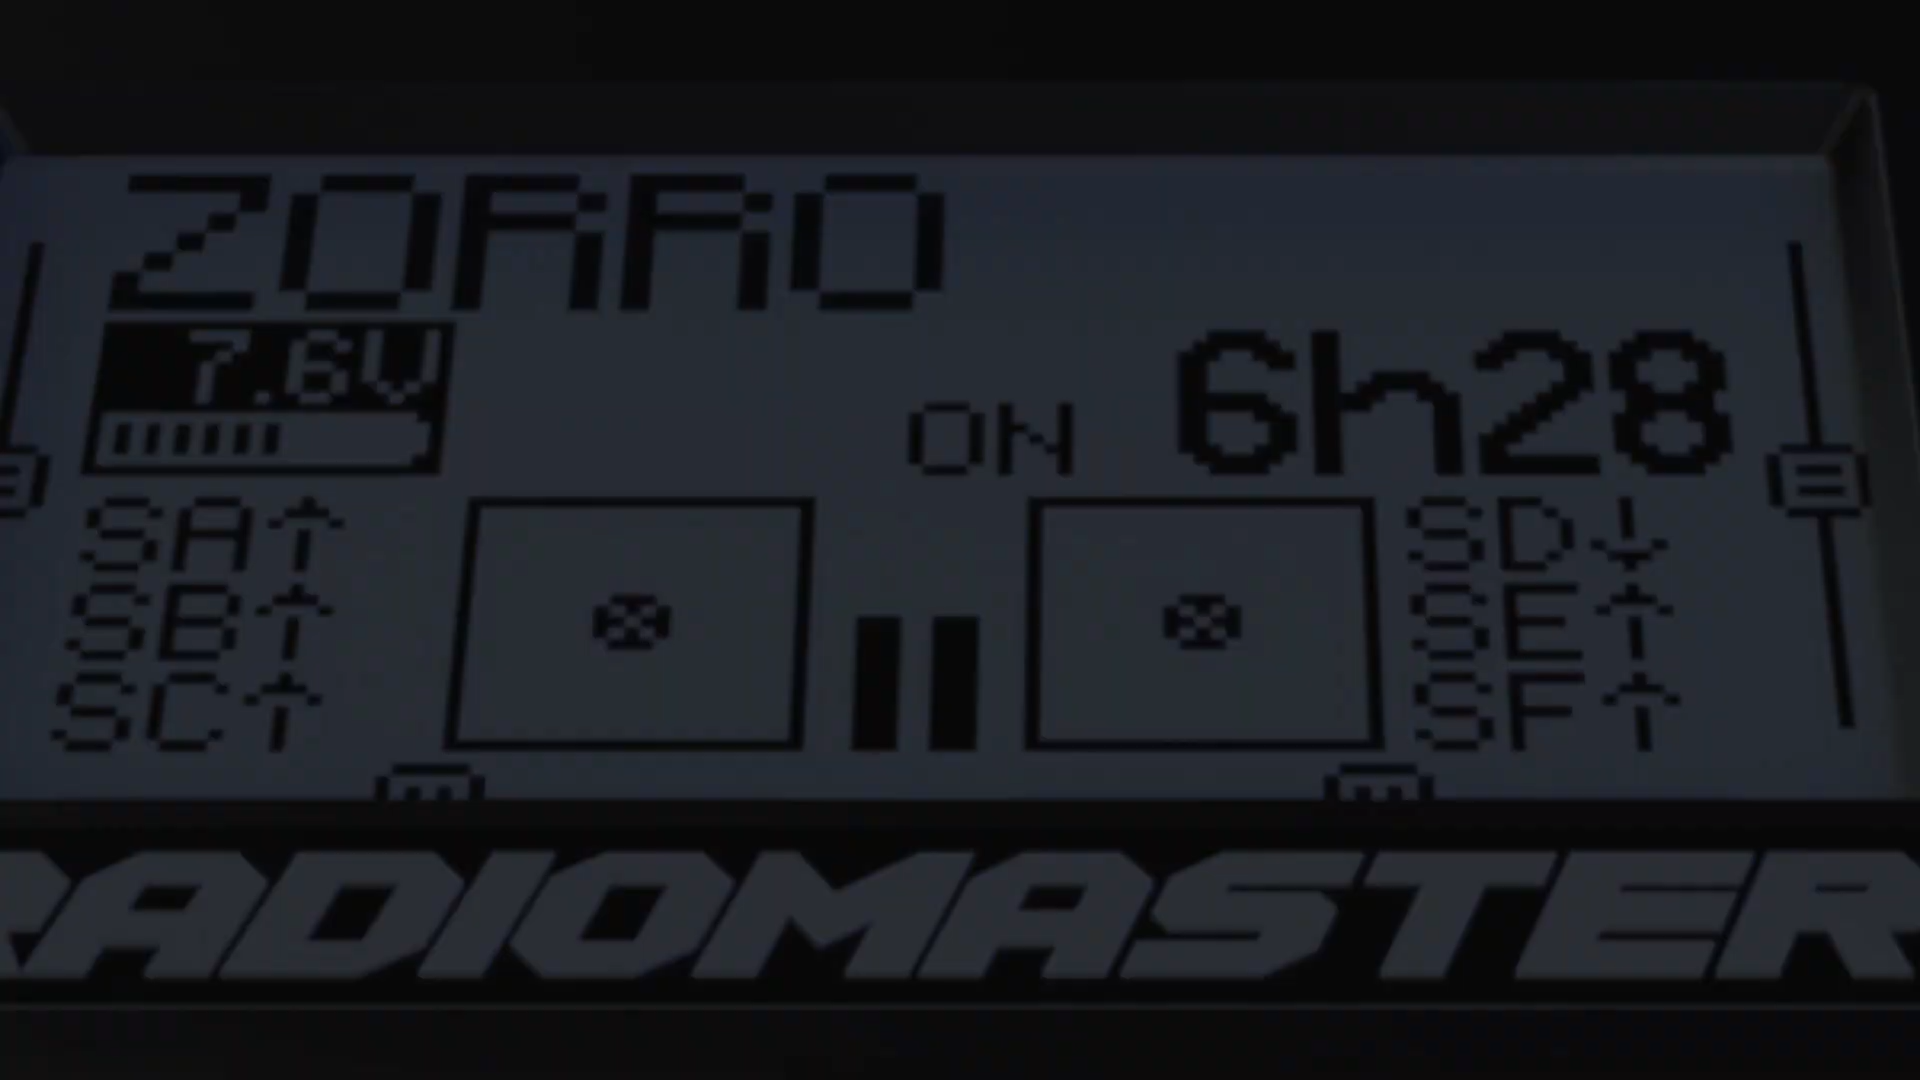 ZORRO
7.6V
ON 6h28
SA↑ SD↓
SB↑ SE↑
SC↑ SF↑
RADIOMASTER